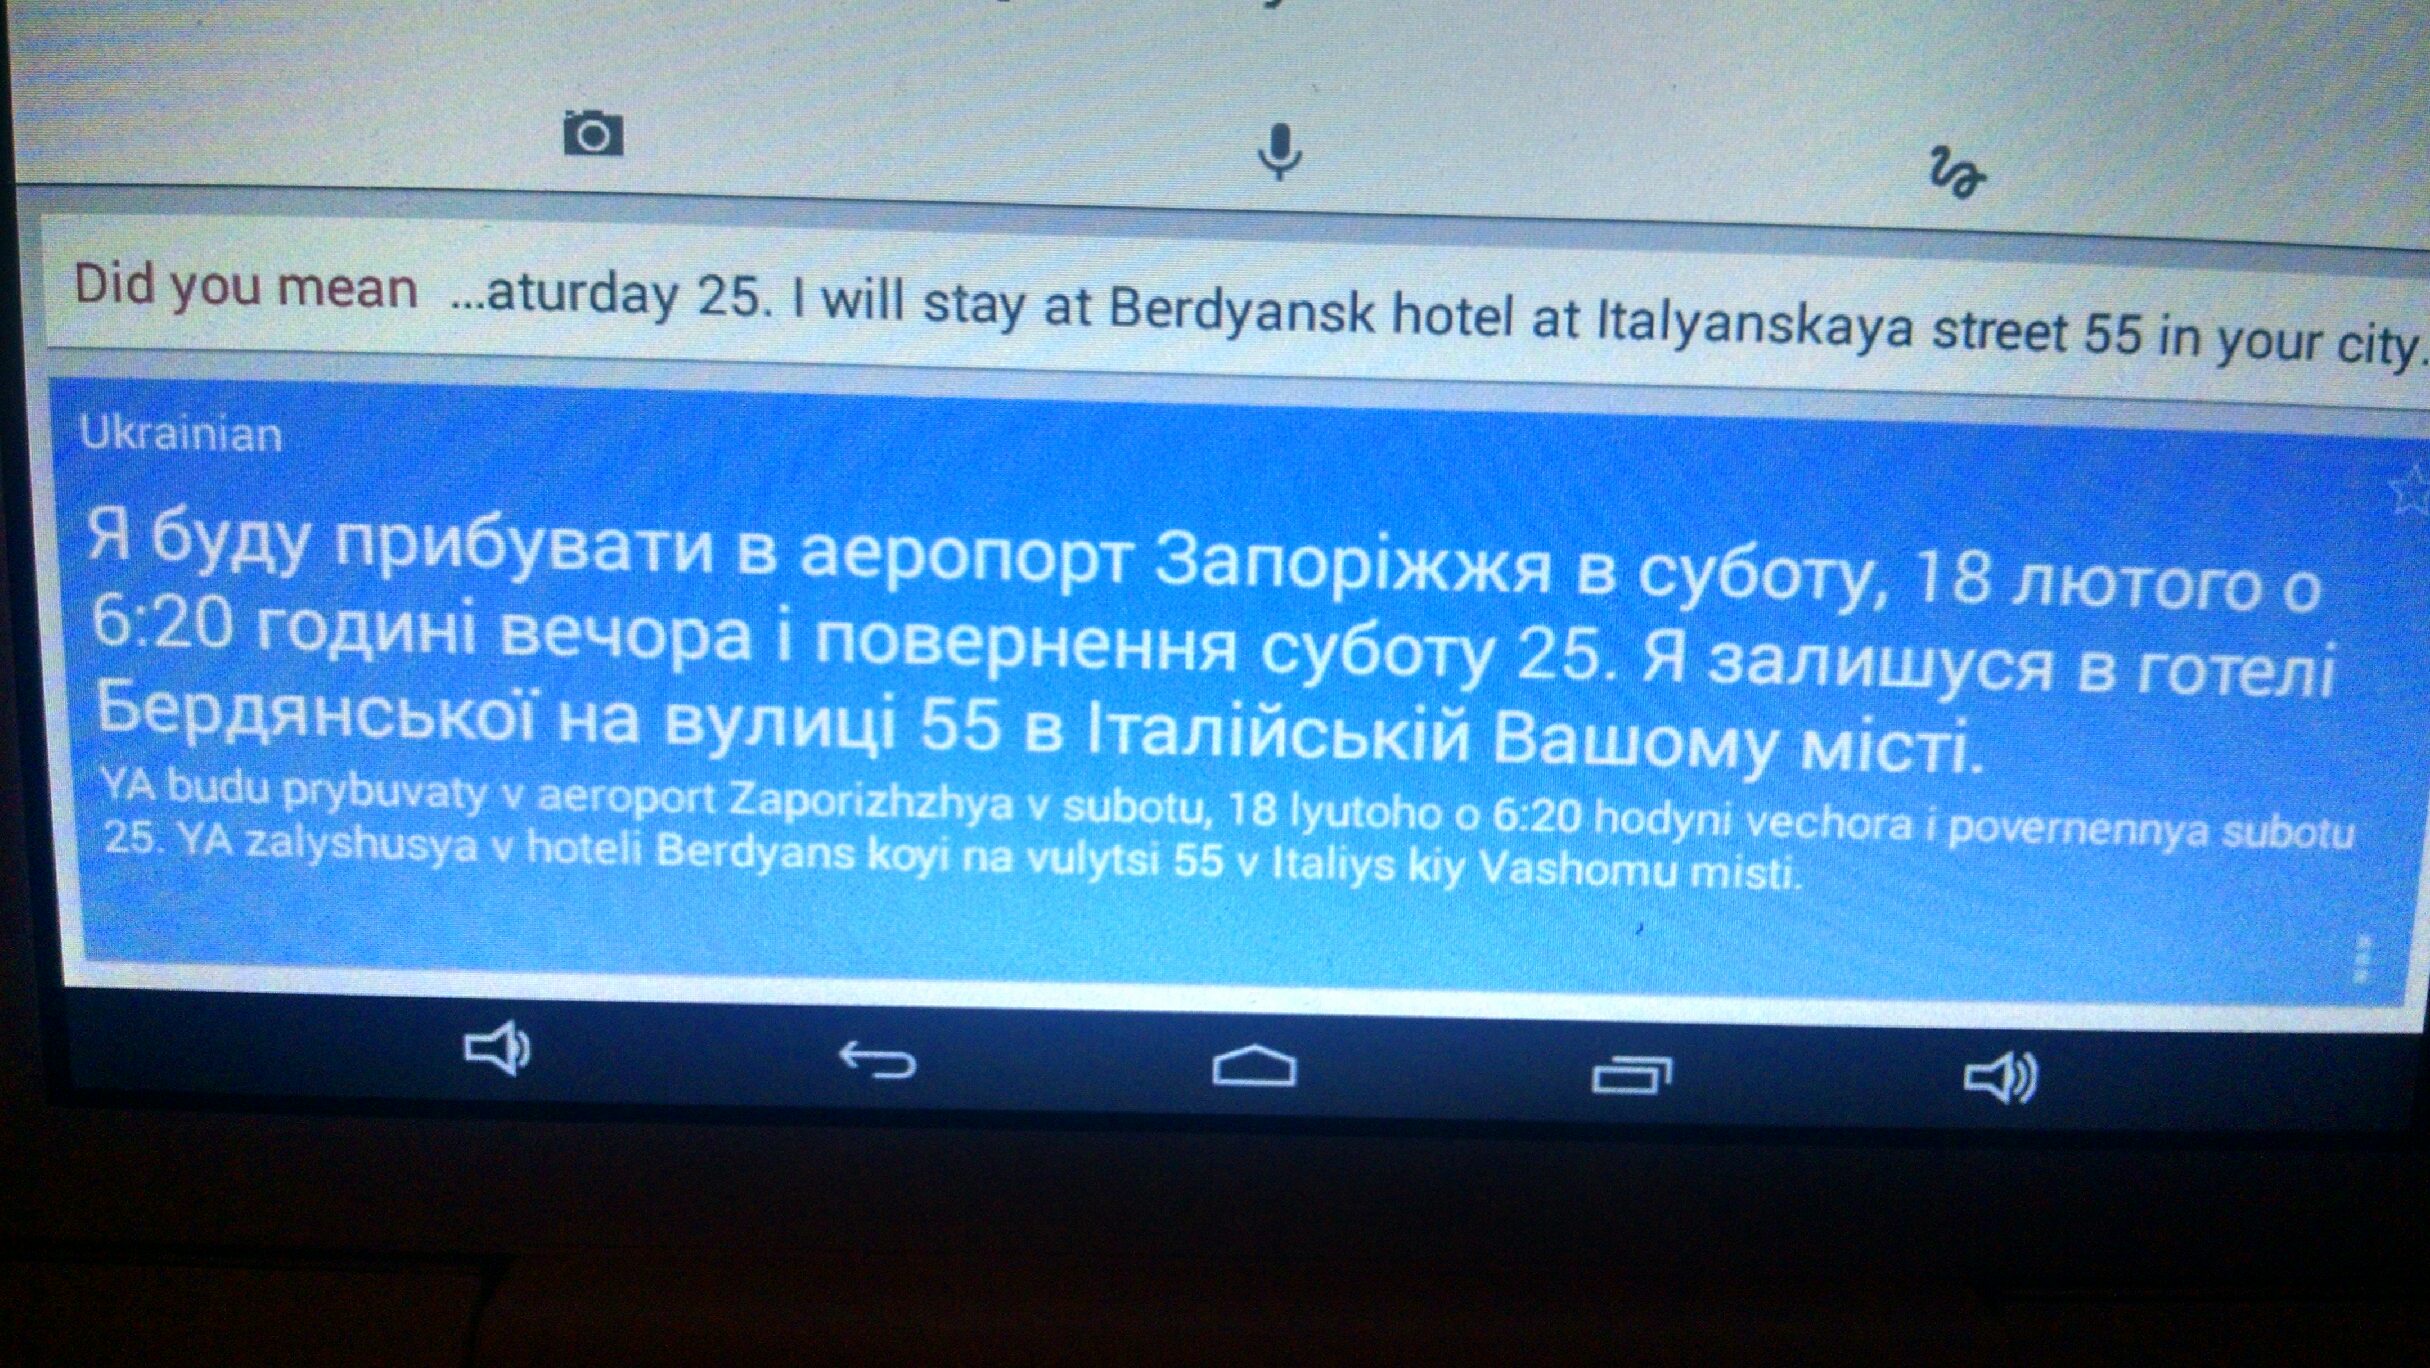 Did you mean ...aturday 25. I will stay at Berdyansk hotel at Italyanskaya street 55 in your city.
Ukrainian
Я буду прибувати в аеропорт Запоріжжя в суботу, 18 лютого о
6:20 годині вечора і повернення суботу 25. Я залишуся в готелі
Бердянської на вулиці 55 в Італійській Вашому місті.
YA budu prybuvaty v aeroport Zaporizhzhya v subotu, 18 lyutoho o 6:20 hodyni vechora i povernennya subotu
25. YA zalyshusya v hoteli Berdyans koyi na vulytsi 55 v Italiys kiy Vashomu misti.